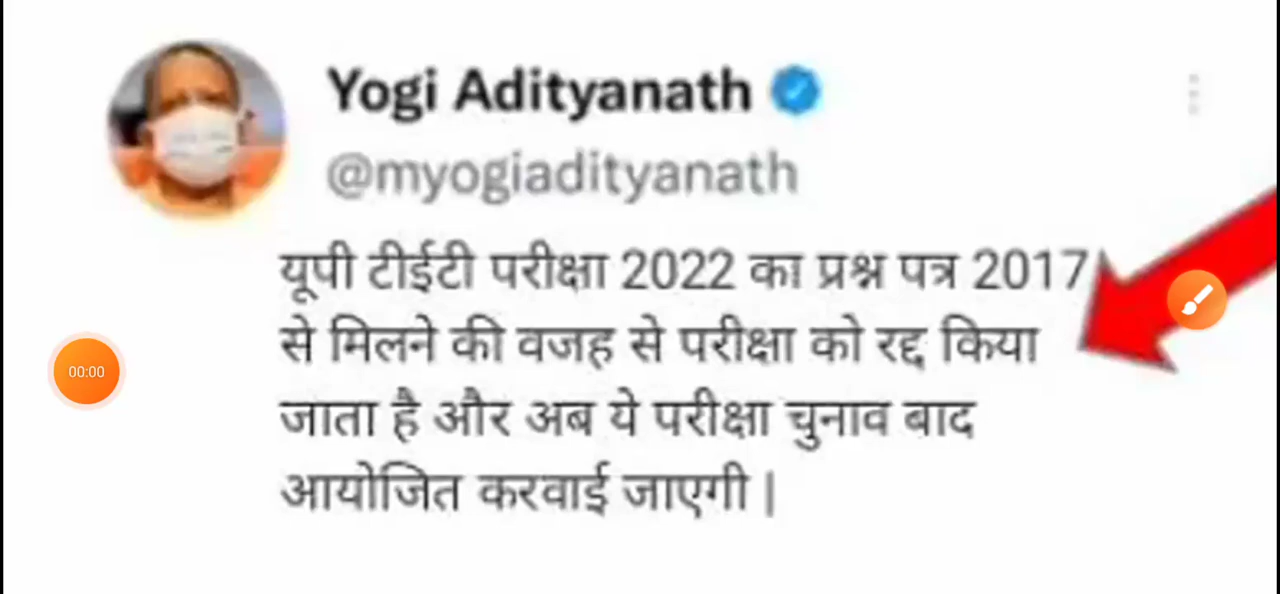 Yogi Adityanath
@myogiadityanath
यूपी टीईटी परीक्षा 2022 का प्रश्न पत्र 2017
से मिलने की वजह से परीक्षा को रद्द किया
जाता है और अब ये परीक्षा चुनाव बाद
आयोजित करवाई जाएगी |
00:00